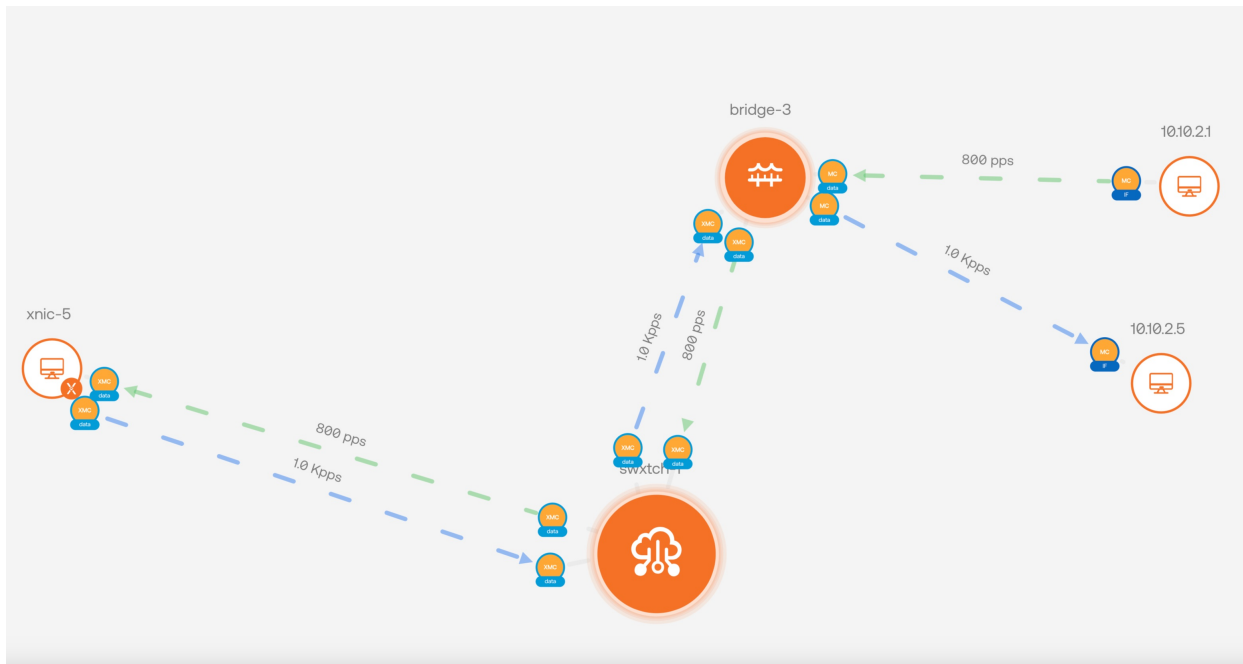 bridge-3
10.10.2.1
800 pps
MC
data
MC
IF
MC
data
XMC
data
XMC
data
1.0 Kpps
xnic-5
10.10.2.5
1.0 Kpps
800 pps
MC
IF
X
XMC
data
XMC
data
800 pps
1.0 Kpps
XMC
data
XMC
data
swxtch-1
XMC
data
XMC
data